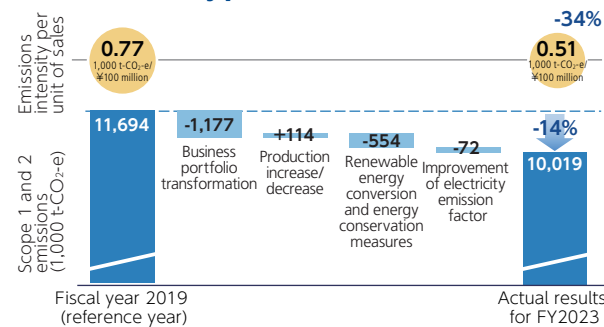 -34%
Emissions
intensity per
unit of sales
0.77
1,000 t-CO₂-e/
¥100 million
0.51
1,000 t-CO₂-e/
¥100 million
Scope 1 and 2
emissions
(1,000 t-CO₂-e)
11,694
-1,177
Business
portfolio
transformation
+114
Production
increase/
decrease
-554
Renewable
energy
conversion
and energy
conservation
measures
-72
Improvement
of electricity
emission
factor
-14%
10,019
Fiscal year 2019
(reference year)
Actual results
for FY2023